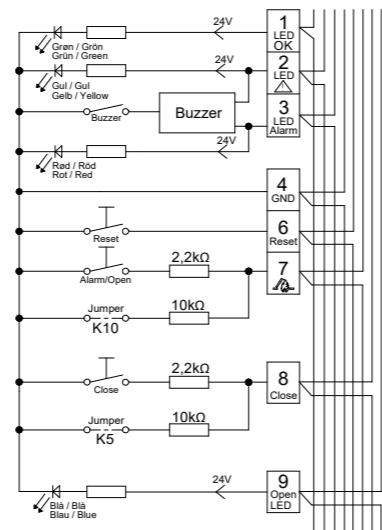 24V
1
LED
OK
Grøn / Grön
Grün / Green
24V
2
LED
Gul / Gul
Gelb / Yellow
Buzzer
Buzzer
3
LED
Alarm
24V
Rød / Röd
Rot / Red
4
GND
6
Reset
Reset
2,2kΩ
7
Alarm/Open
Jumper
K10
10kΩ
2,2kΩ
8
Close
Close
Jumper
K5
10kΩ
24V
9
Open
LED
Blå / Blå
Blau / Blue